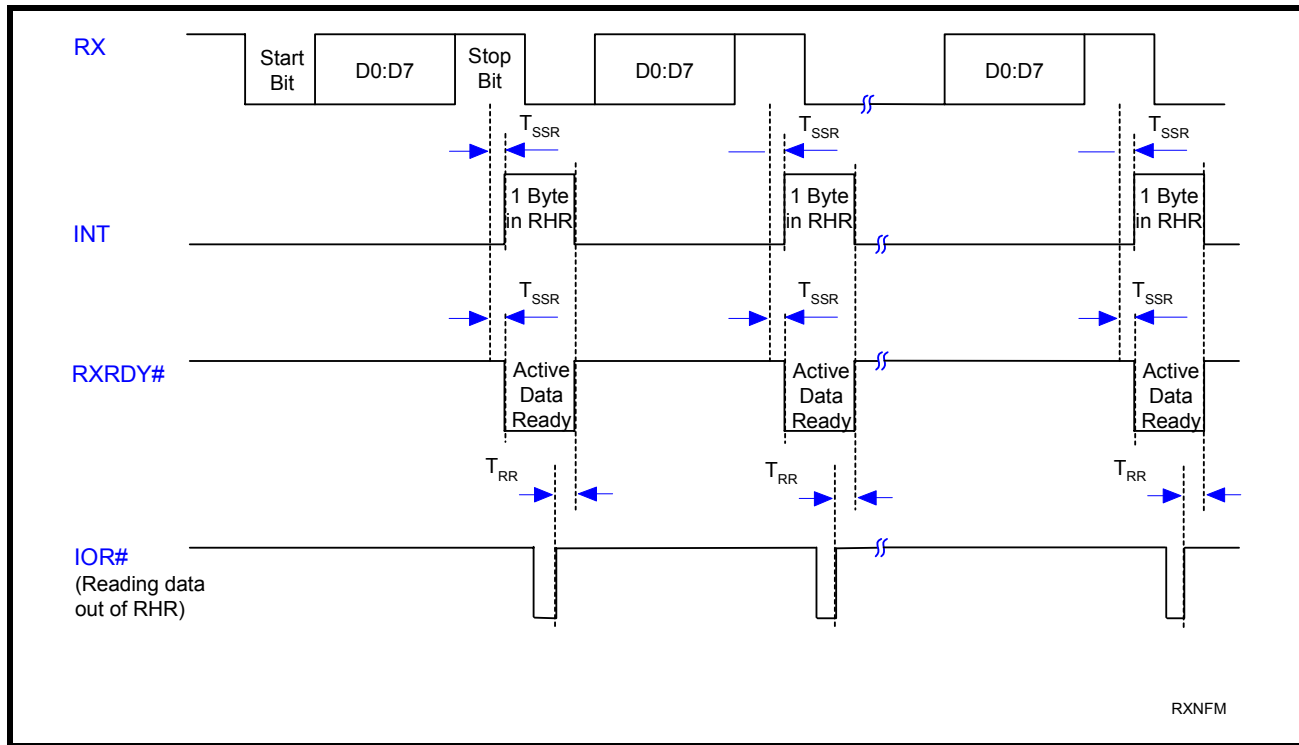 RX
Start
Bit
D0:D7
Stop
Bit
D0:D7
D0:D7
TSSR
TSSR
TSSR
INT
1 Byte
in RHR
1 Byte
in RHR
1 Byte
in RHR
TSSR
TSSR
TSSR
RXRDY#
Active
Data
Ready
Active
Data
Ready
Active
Data
Ready
TRR
TRR
TRR
IOR#
(Reading data
out of RHR)
RXNFM